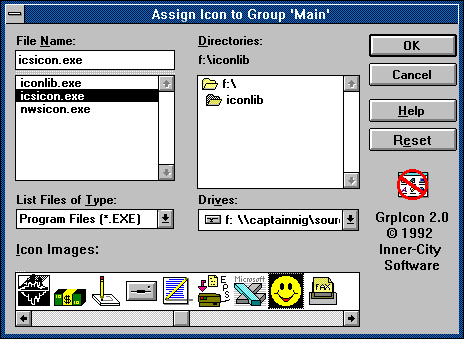 Assign Icon to Group 'Main'
File Name:
icsicon.exe
iconlib.exe
icsicon.exe
nwsicon.exe
Directories:
f:\iconlib
f:\
iconlib
OK
Cancel
Help
Reset
List Files of Type:
Program Files (*.EXE)
Drives:
f: \\captainnig\sour
GrpIcon 2.0
© 1992
Inner-City
Software
Icon Images:
EPS
Microsoft
FAX